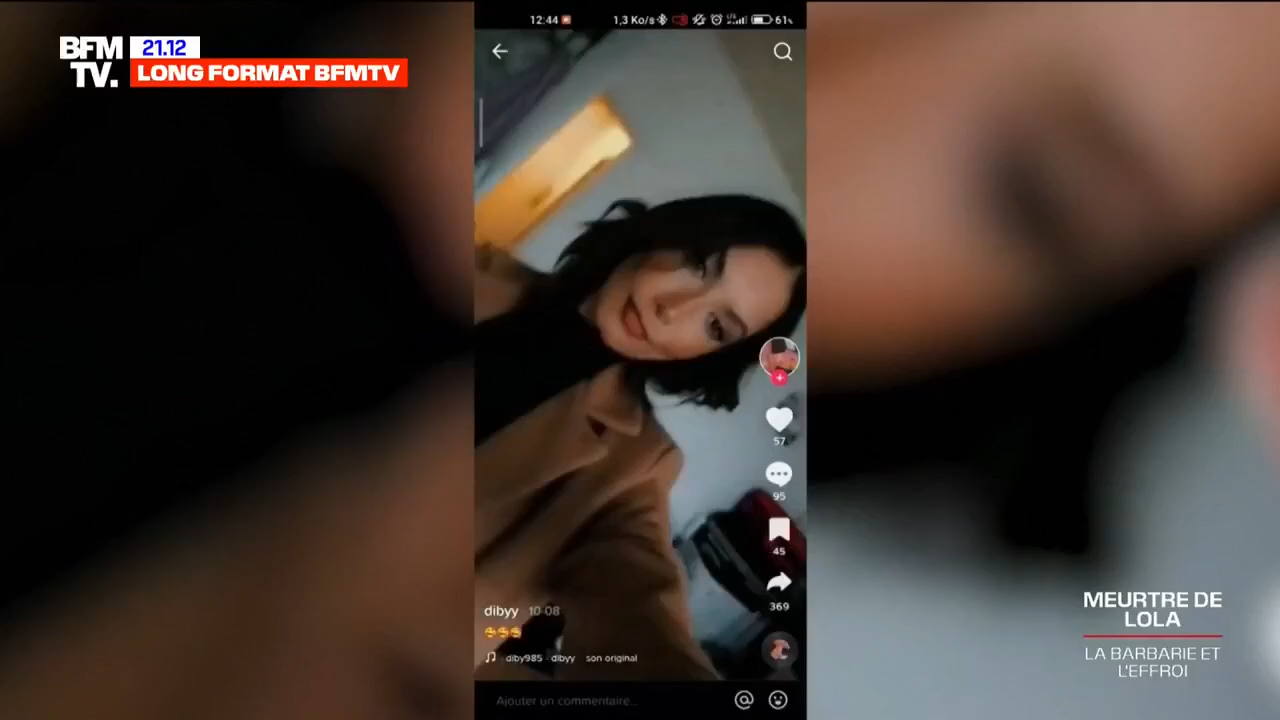 BFM
TV.
21.12
LONG FORMAT BFMTV
12:44
1,3 Ko/s
61%
57
95
45
369
dibyy 10-08
diby985 - dibyy son original
Ajouter un commentaire...
MEURTRE DE
LOLA
LA BARBARIE ET
L'EFFROI